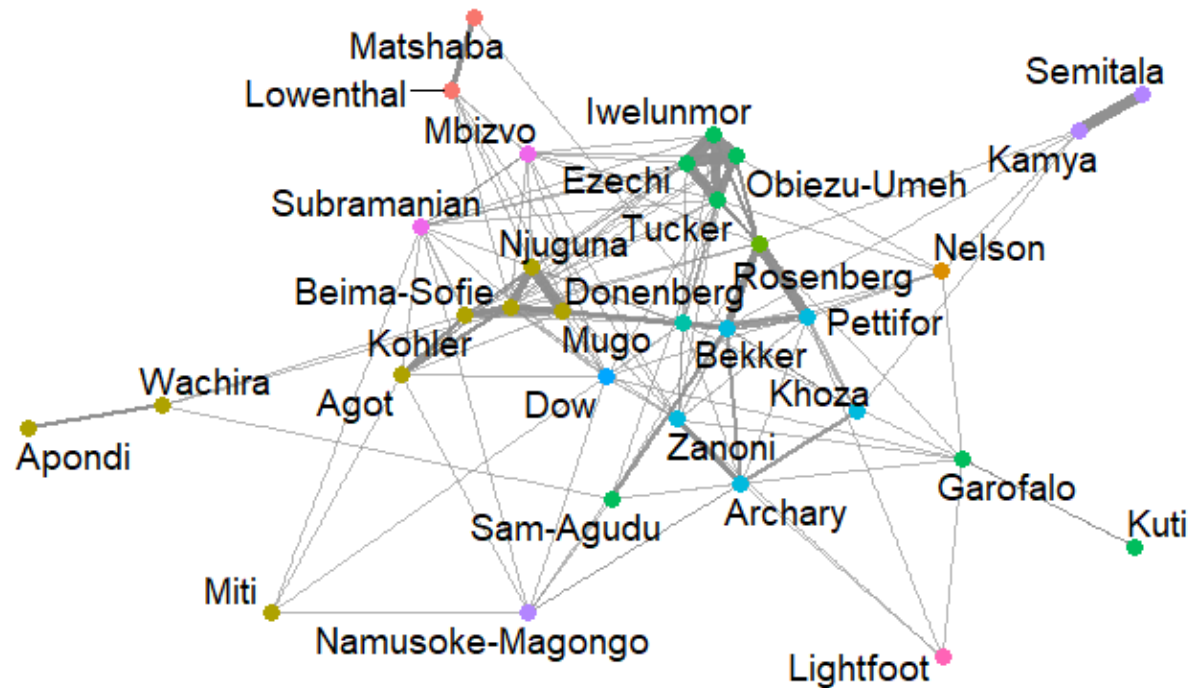 Matshaba
Semitala
Lowenthal
Iwelunmor
Mbizvo
Kamya
Ezechi
Obiezu-Umeh
Subramanian
Tucker
Njuguna
Nelson
Rosenberg
Beima-Sofie
Donenberg
Pettifor
Kohler
Mugo
Bekker
Wachira
Agot
Dow
Khoza
Apondi
Zanoni
Garofalo
Archary
Sam-Agudu
Kuti
Miti
Namusoke-Magongo
Lightfoot